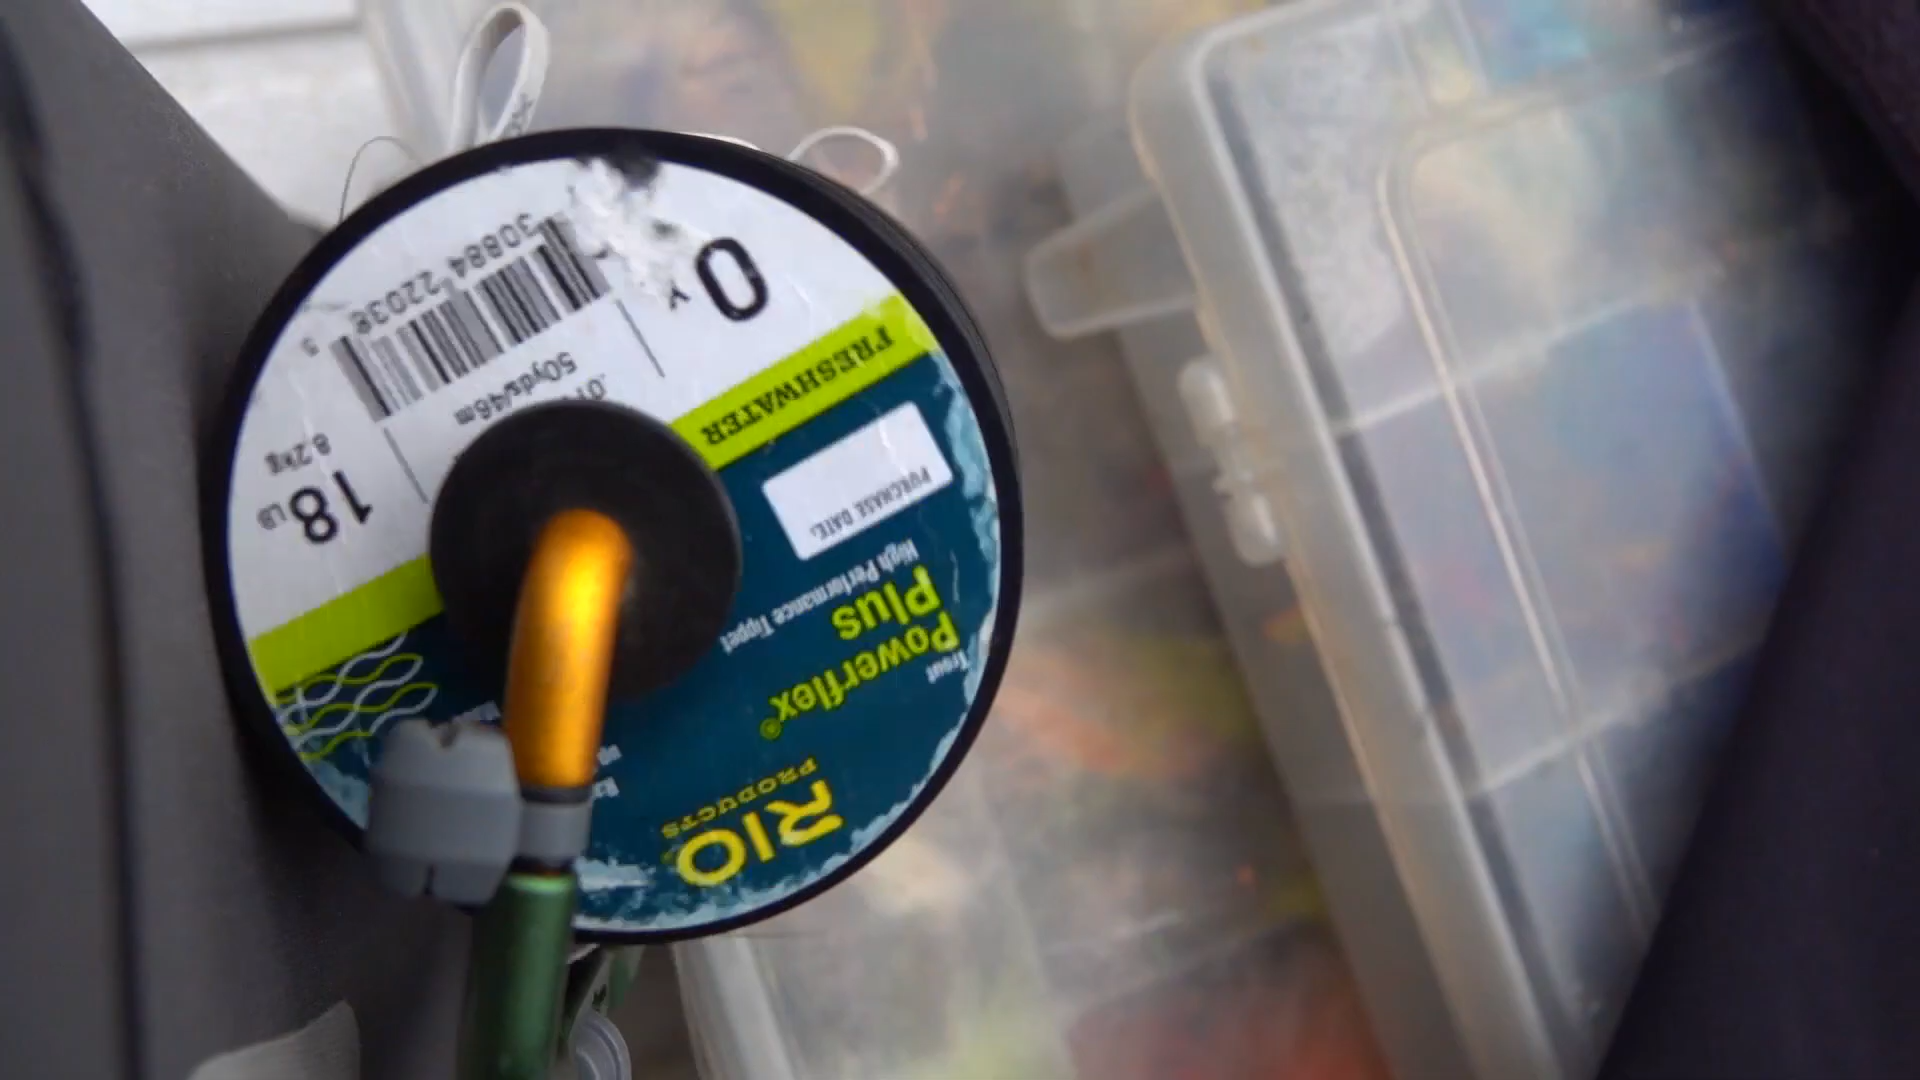 RIO
PRODUCTS
Trout
Powerflex®
Plus
High Performance Tippet
PURCHASE DATE:
FRESHWATER
18 LB
8.2kg
50yds/46m
0
30884 22038